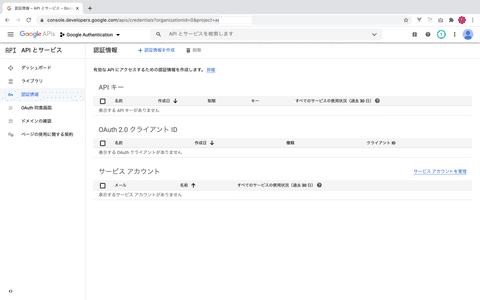 認証情報 – API とサービス – Goo
console.developers.google.com/apis/credentials?organizationId=0&project=
Google APIs
Google Authentication
API とサービスを検索します
1
API API とサービス
認証情報
+ 認証情報を作成
削除
ダッシュボード
ライブラリ
認証情報
OAuth 同意画面
ドメインの確認
ページの使用に関する契約
有効な API にアクセスするための認証情報を作成します。 詳細
API キー
名前 作成日 制限 キー すべてのサービスの使用状況（過去 30 日）
表示する API キーがありません
OAuth 2.0 クライアント ID
名前 作成日 種類 クライアント ID
表示する OAuth クライアントがありません
サービス アカウント
サービス アカウントを管理
メール 名前 すべてのサービスの使用状況（過去 30 日）
表示するサービス アカウントがありません